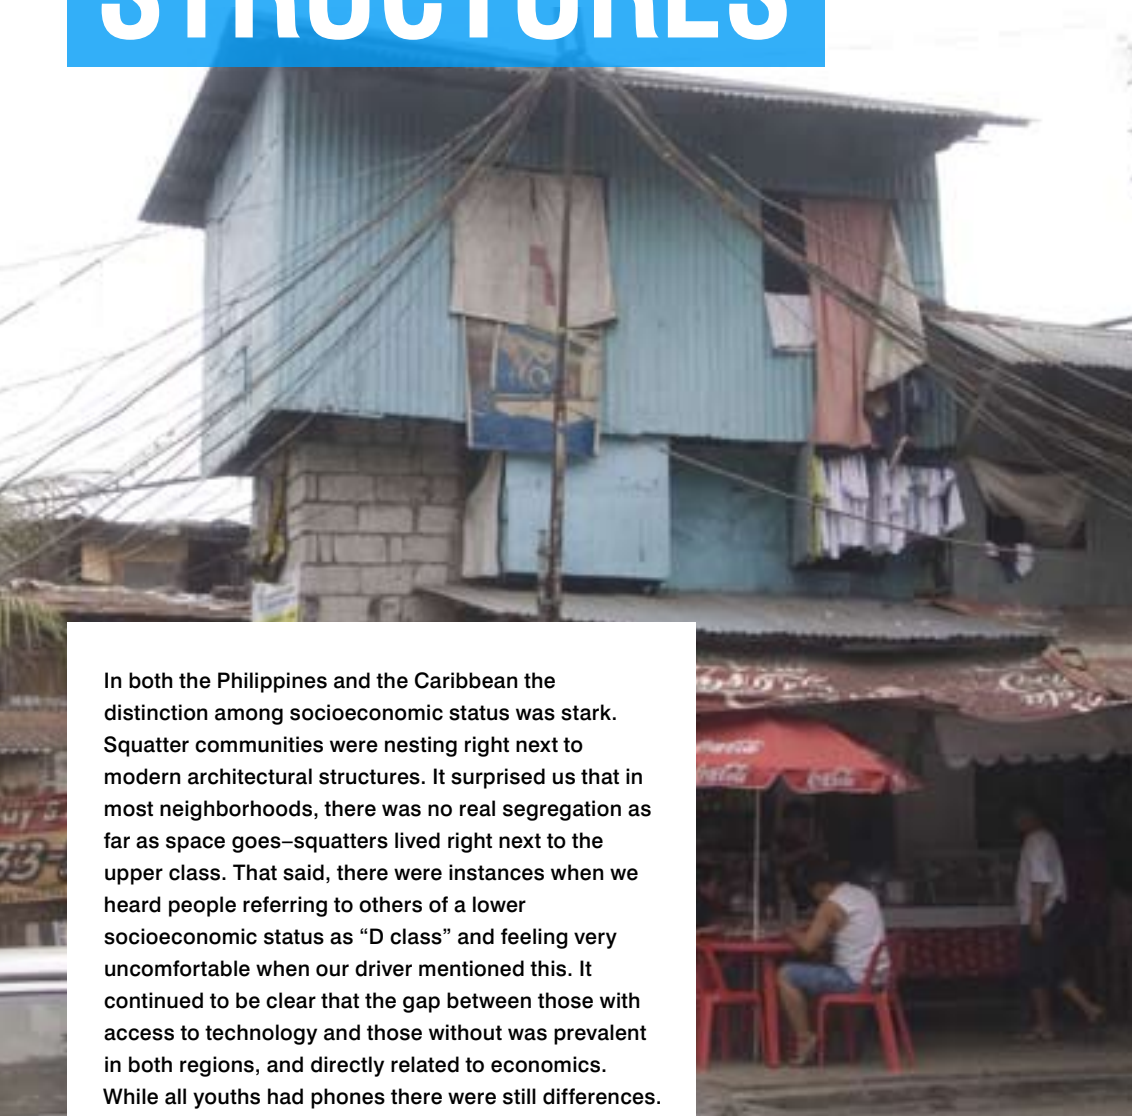 STRUCTURES
In both the Philippines and the Caribbean the
distinction among socioeconomic status was stark.
Squatter communities were nesting right next to
modern architectural structures. It surprised us that in
most neighborhoods, there was no real segregation as
far as space goes–squatters lived right next to the
upper class. That said, there were instances when we
heard people referring to others of a lower
socioeconomic status as “D class” and feeling very
uncomfortable when our driver mentioned this. It
continued to be clear that the gap between those with
access to technology and those without was prevalent
in both regions, and directly related to economics.
While all youths had phones there were still differences.
Coca-Cola